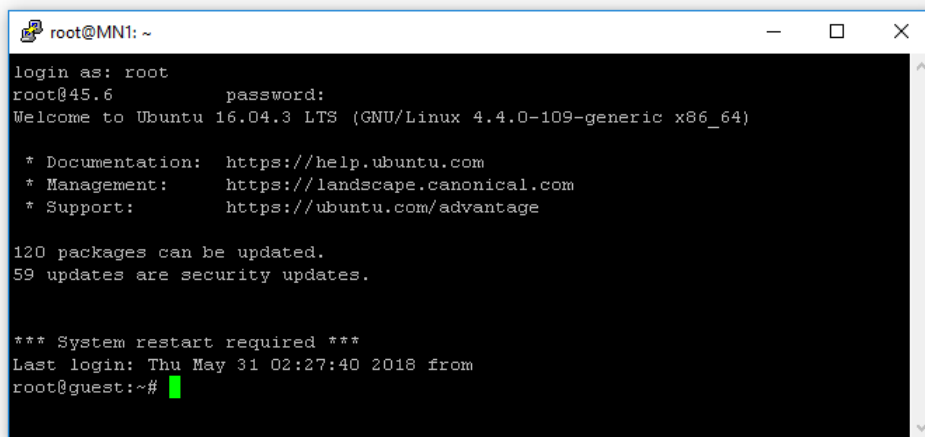 root@MN1: ~
login as: root
root@45.6 password:
Welcome to Ubuntu 16.04.3 LTS (GNU/Linux 4.4.0-109-generic x86_64)
* Documentation: https://help.ubuntu.com
* Management: https://landscape.canonical.com
* Support: https://ubuntu.com/advantage
120 packages can be updated.
59 updates are security updates.
*** System restart required ***
Last login: Thu May 31 02:27:40 2018 from
root@guest:~#